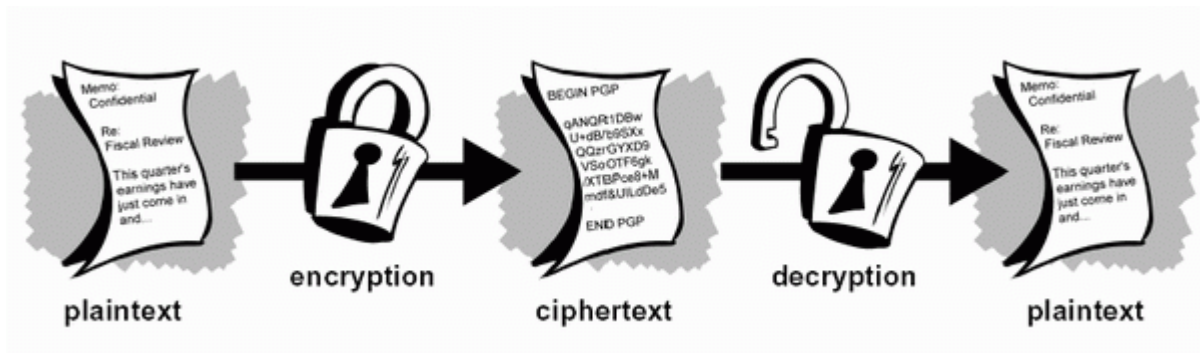 Memo:
Confidential
Re:
Fiscal Review
This quarter's
earnings have
just come in
and...
BEGIN PGP
qANQR1DBw
U+dB/b9SXx
QQzrGYXD9
VSoOTF6gk
/XTBPce8+M
mdf&UILdDe5
.
END PGP
Memo:
Confidential
Re:
Fiscal Review
This quarter's
earnings have
just come in
and...
encryption
decryption
plaintext
ciphertext
plaintext